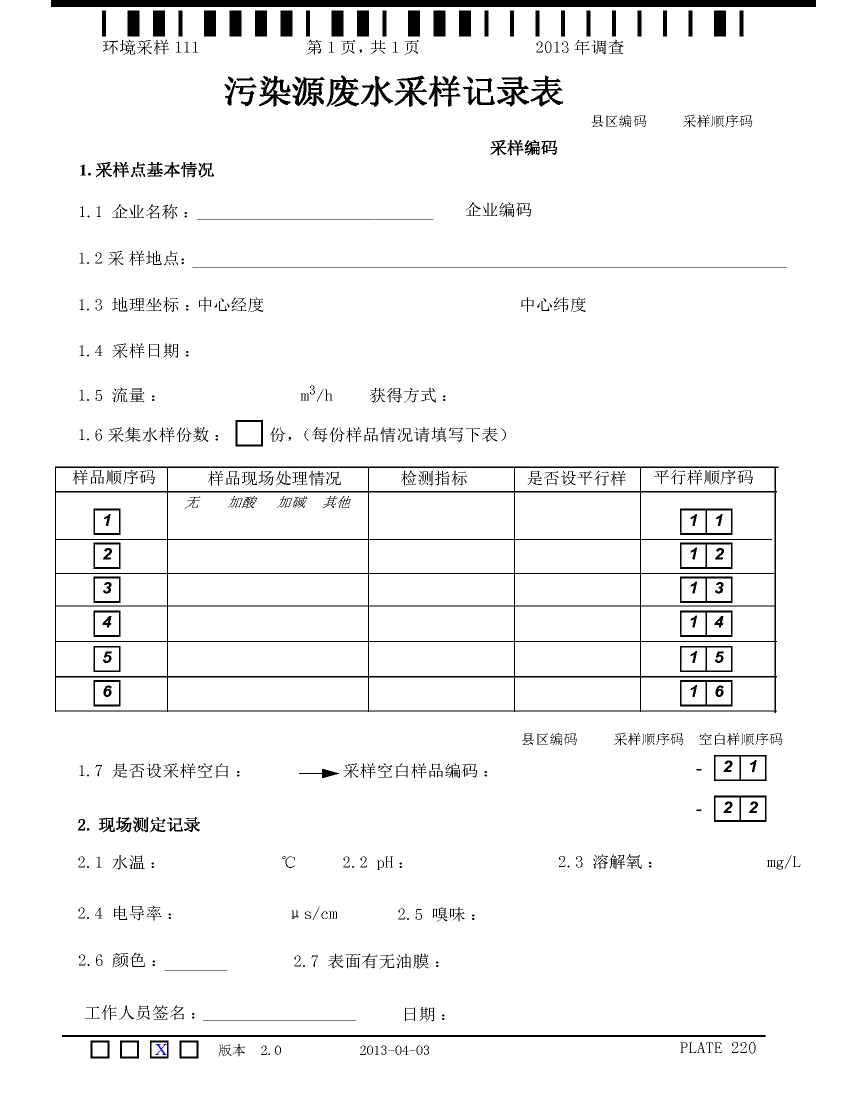 环境采样 111 第 1 页, 共 1 页 2013 年调查
污染源废水采样记录表
县区编码 采样顺序码
采样编码
1. 采样点基本情况
1.1 企业名称：____________________ 企业编码
1.2 采 样地点：____________________
1.3 地理坐标：中心经度 中心纬度
1.4 采样日期：
1.5 流量： m³/h 获得方式：
1.6 采集水样份数： 份，（每份样品情况请填写下表）
样品顺序码 样品现场处理情况 检测指标 是否设平行样 平行样顺序码
无 加酸 加碱 其他
1 1 1
2 1 2
3 1 3
4 1 4
5 1 5
6 1 6
县区编码 采样顺序码 空白样顺序码
1.7 是否设采样空白： → 采样空白样品编码： - 2 1
- 2 2
2. 现场测定记录
2.1 水温： ℃ 2.2 pH： 2.3 溶解氧： mg/L
2.4 电导率： μs/cm 2.5 嗅味：
2.6 颜色：_______ 2.7 表面有无油膜：
工作人员签名：_________________ 日期：
X 版本 2.0 2013-04-03 PLATE 220